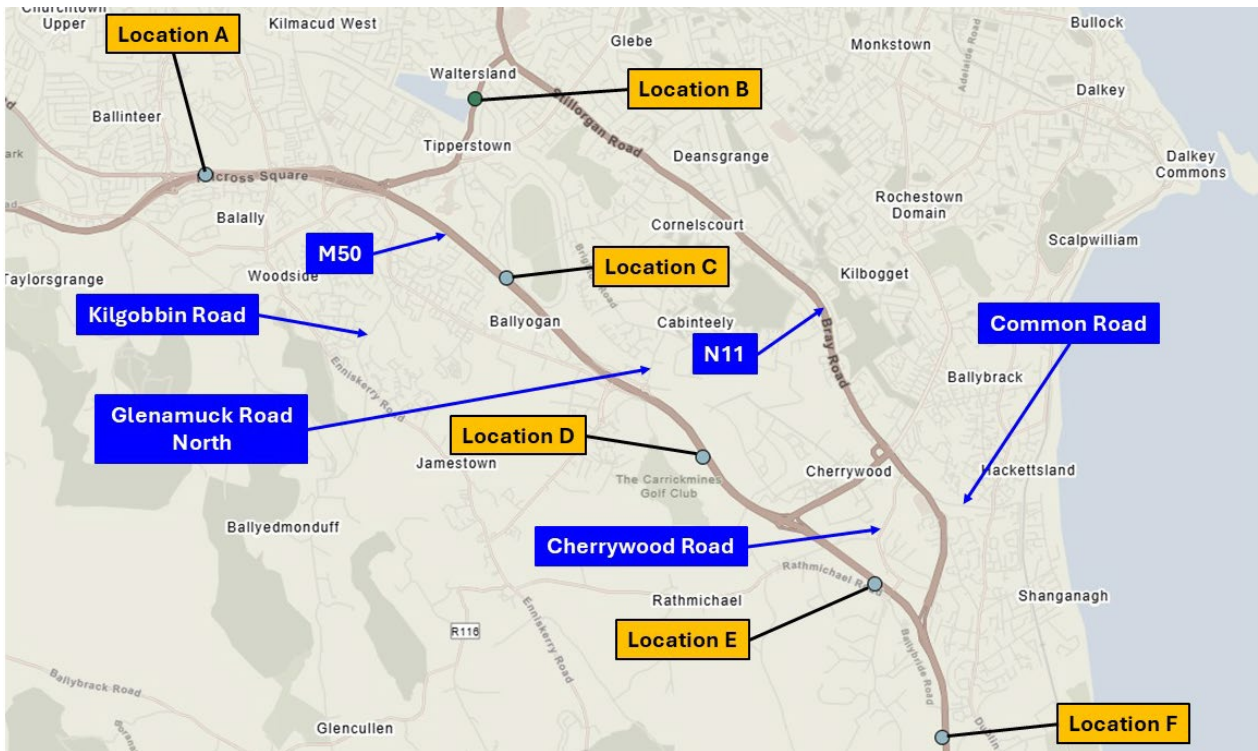 Upper
Kilmacud West
Location A
Glebe
Monkstown
Bullock
Adelaide Road
Waltersland
Location B
Dalkey
Ballinteer
Stillorgan Road
Tipperstown
Deansgrange
Dalkey
Commons
Square
Rochestown
Domain
Balally
Cornelscourt
Scalpwilliam
M50
Location C
Taylorsgrange
Woodside
Kilbogget
Kilgobbin Road
Ballyogan
Cabinteely
Common Road
N11
Bray Road
Enniskerry Road
Ballybrack
Glenamuck Road
North
Location D
Jamestown
The Carrickmines
Golf Club
Cherrywood
Hackettsland
Ballyedmonduff
Cherrywood Road
Rathmichael Road
Rathmichael
Shanganagh
Enniskerry Road
R116
Location E
Ballybride Road
Ballybrack Road
Glencullen
Location F